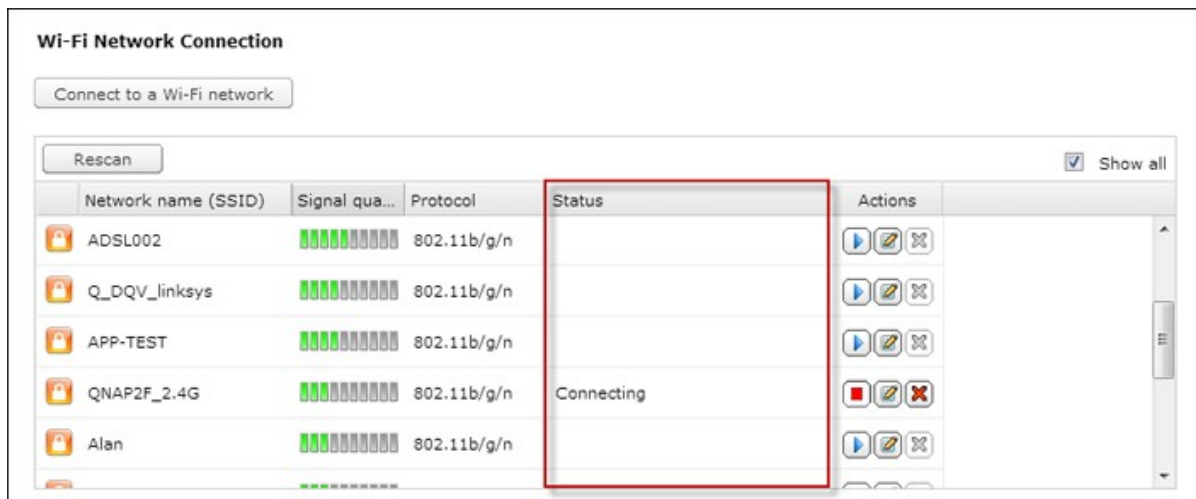 Wi-Fi Network Connection
Connect to a Wi-Fi network
Rescan
Show all
Network name (SSID) Signal qua... Protocol Status Actions
ADSL002 802.11b/g/n
Q_DQV_linksys 802.11b/g/n
APP-TEST 802.11b/g/n
QNAP2F_2.4G 802.11b/g/n Connecting
Alan 802.11b/g/n